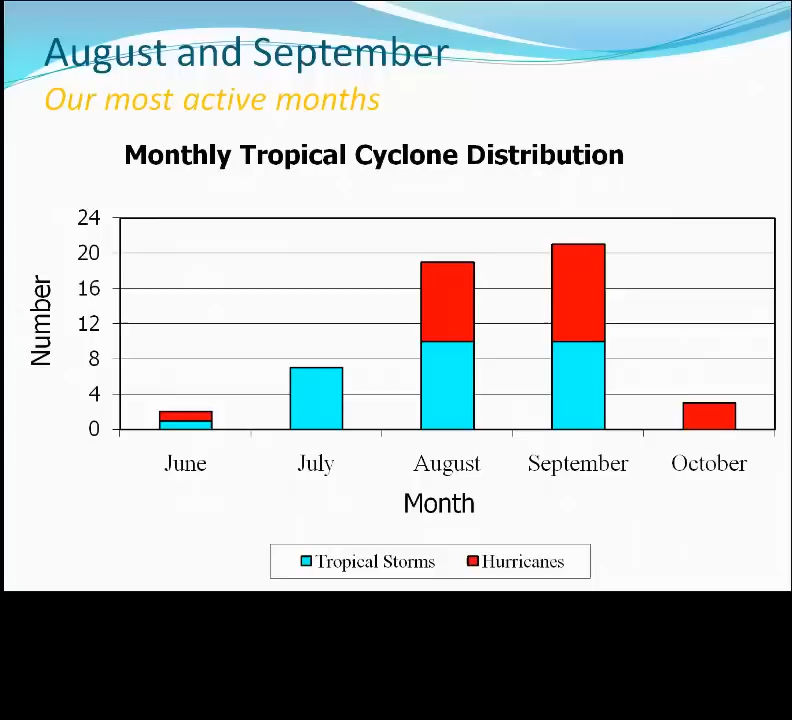 August and September
Our most active months
Monthly Tropical Cyclone Distribution
24
20
16
12
8
4
0
Number
June July August September October
Month
Tropical Storms Hurricanes